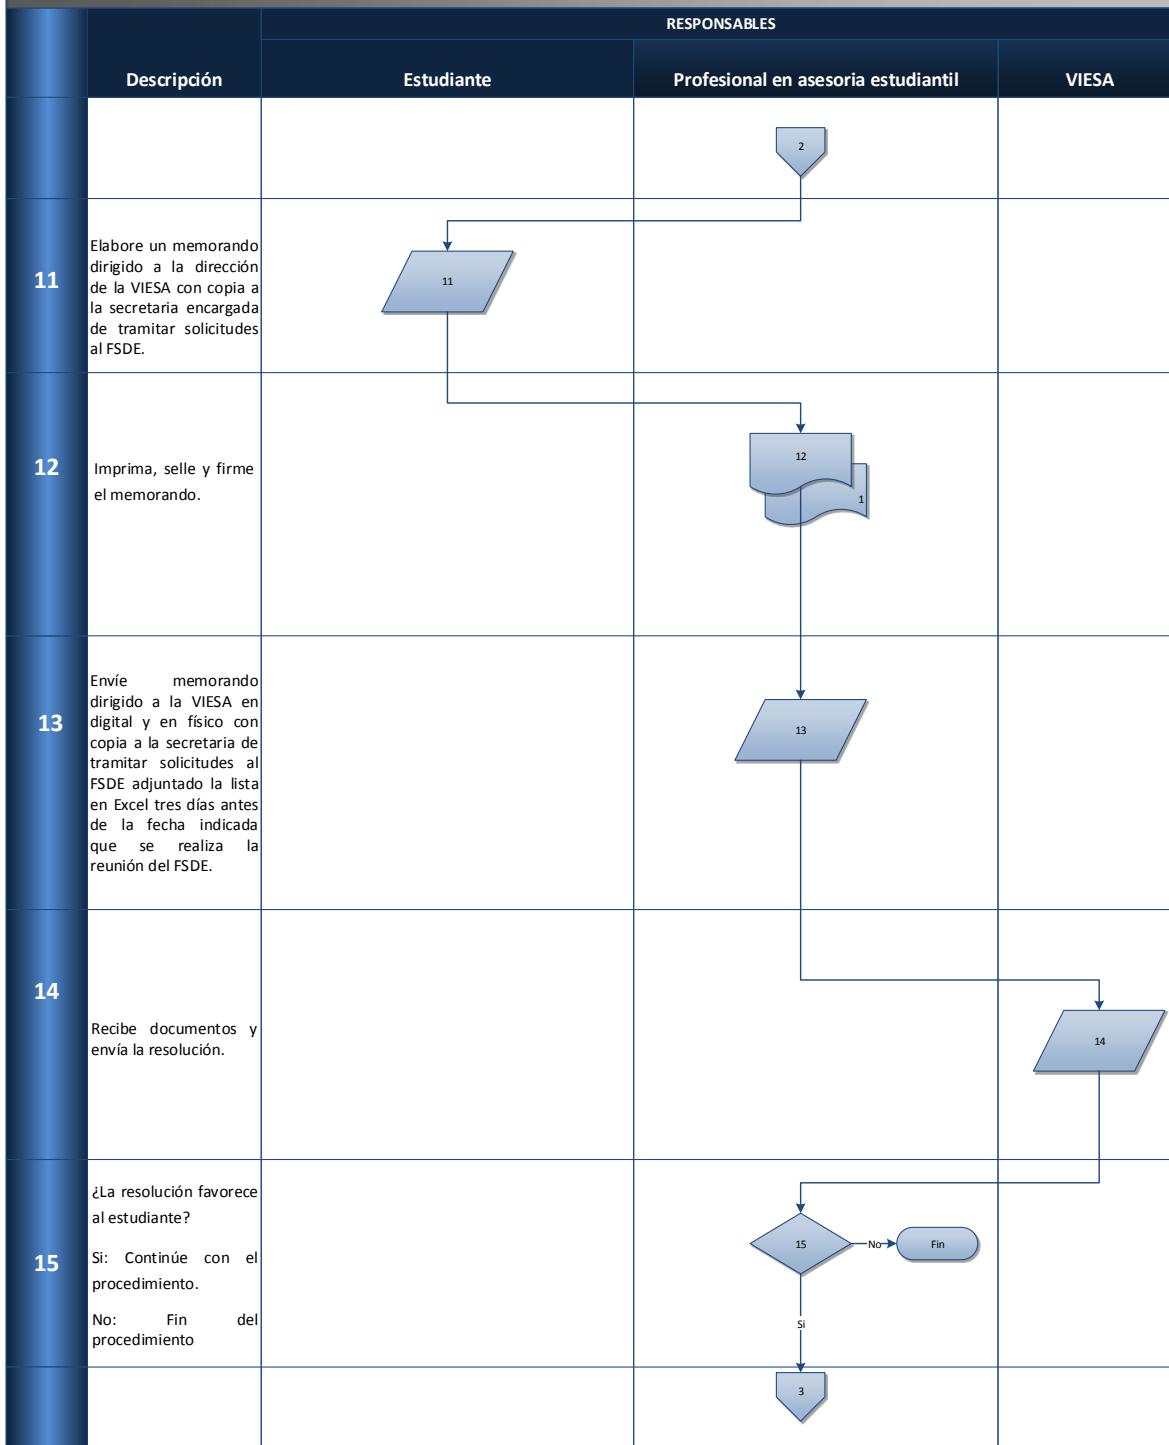 RESPONSABLES
Descripción
Estudiante
Profesional en asesoria estudiantil
VIESA
2
11
Elabore un memorando
dirigido a la dirección
de la VIESA con copia a
la secretaria encargada
de tramitar solicitudes
al FSDE.
11
12
Imprima, selle y firme
el memorando.
12
1
13
Envíe memorando
dirigido a la VIESA en
digital y en físico con
copia a la secretaria de
tramitar solicitudes al
FSDE adjuntado la lista
en Excel tres días antes
de la fecha indicada
que se realiza la
reunión del FSDE.
13
14
Recibe documentos y
envía la resolución.
14
15
¿La resolución favorece
al estudiante?
Si: Continúe con el
procedimiento.
No: Fin del
procedimiento
15
No
Fin
Si
3